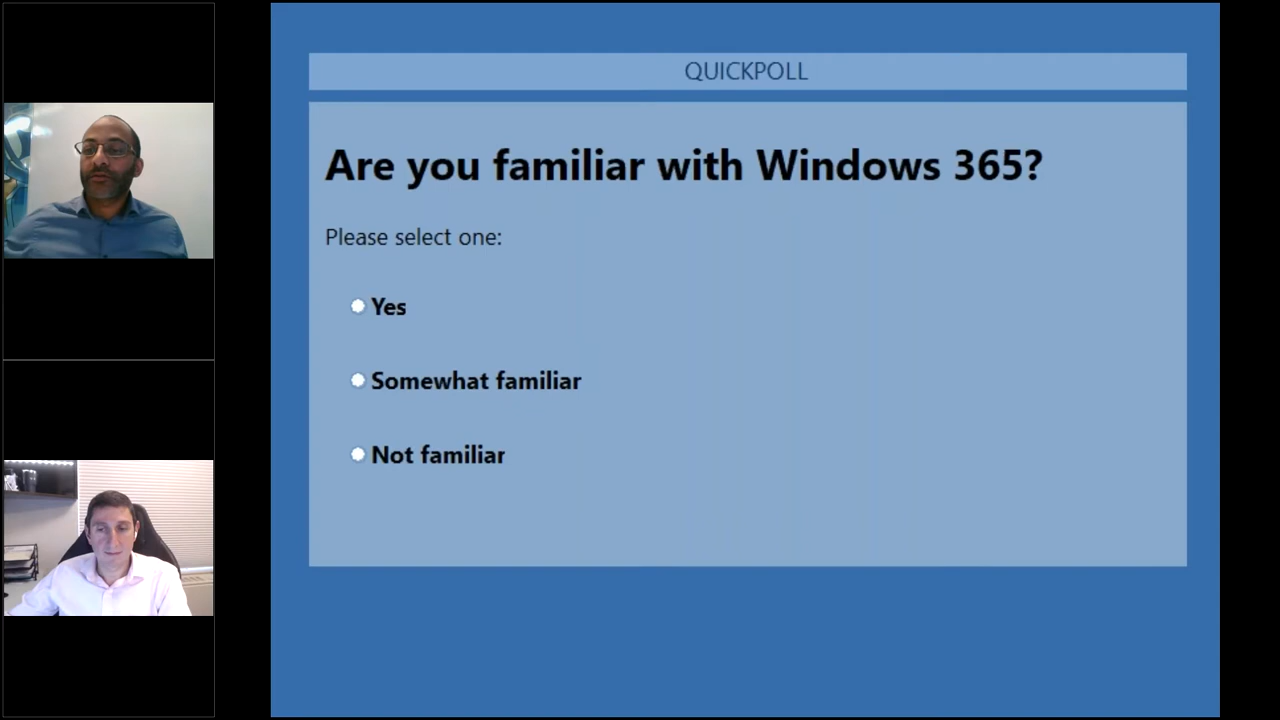 QUICKPOLL
Are you familiar with Windows 365?
Please select one:
Yes
Somewhat familiar
Not familiar